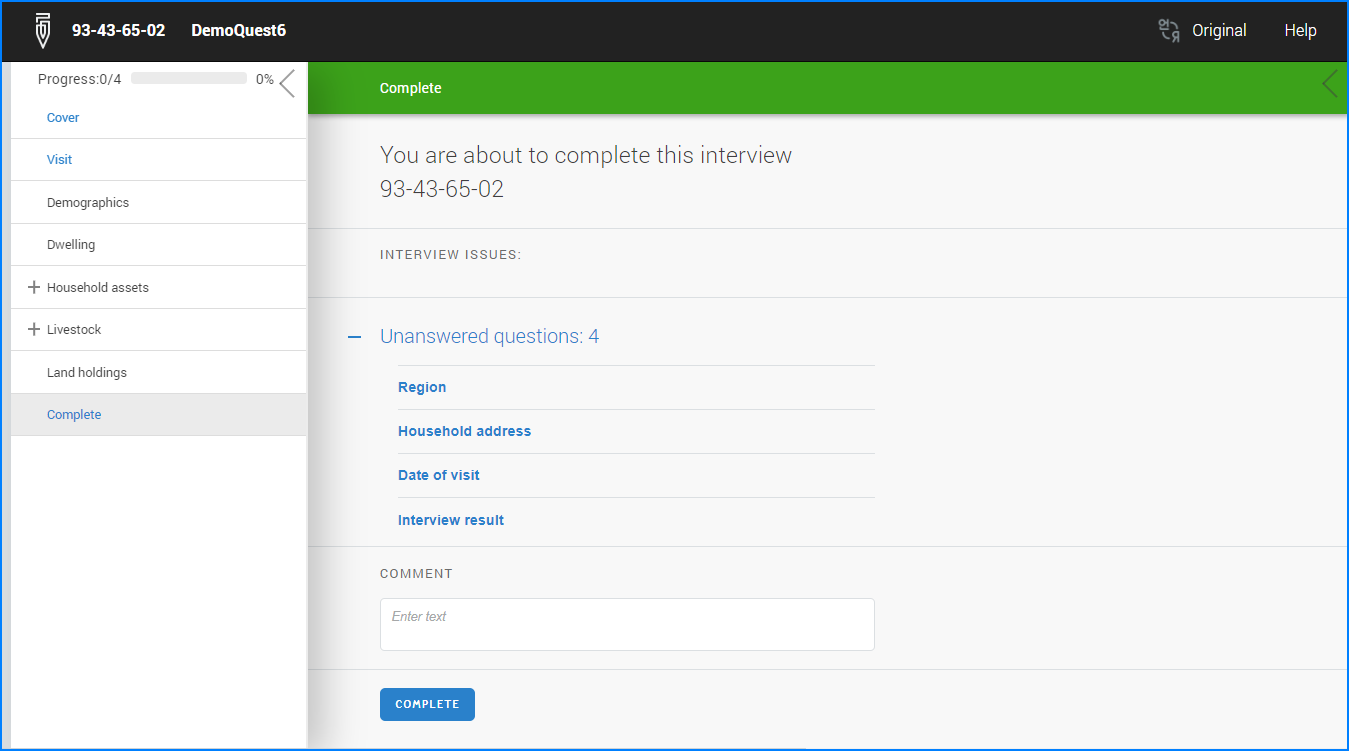 93-43-65-02 DemoQuest6 Original Help
Progress:0/4 0%
Cover
Visit
Demographics
Dwelling
Household assets
Livestock
Land holdings
Complete
Complete
You are about to complete this interview
93-43-65-02
INTERVIEW ISSUES:
Unanswered questions: 4
Region
Household address
Date of visit
Interview result
COMMENT
Enter text
COMPLETE